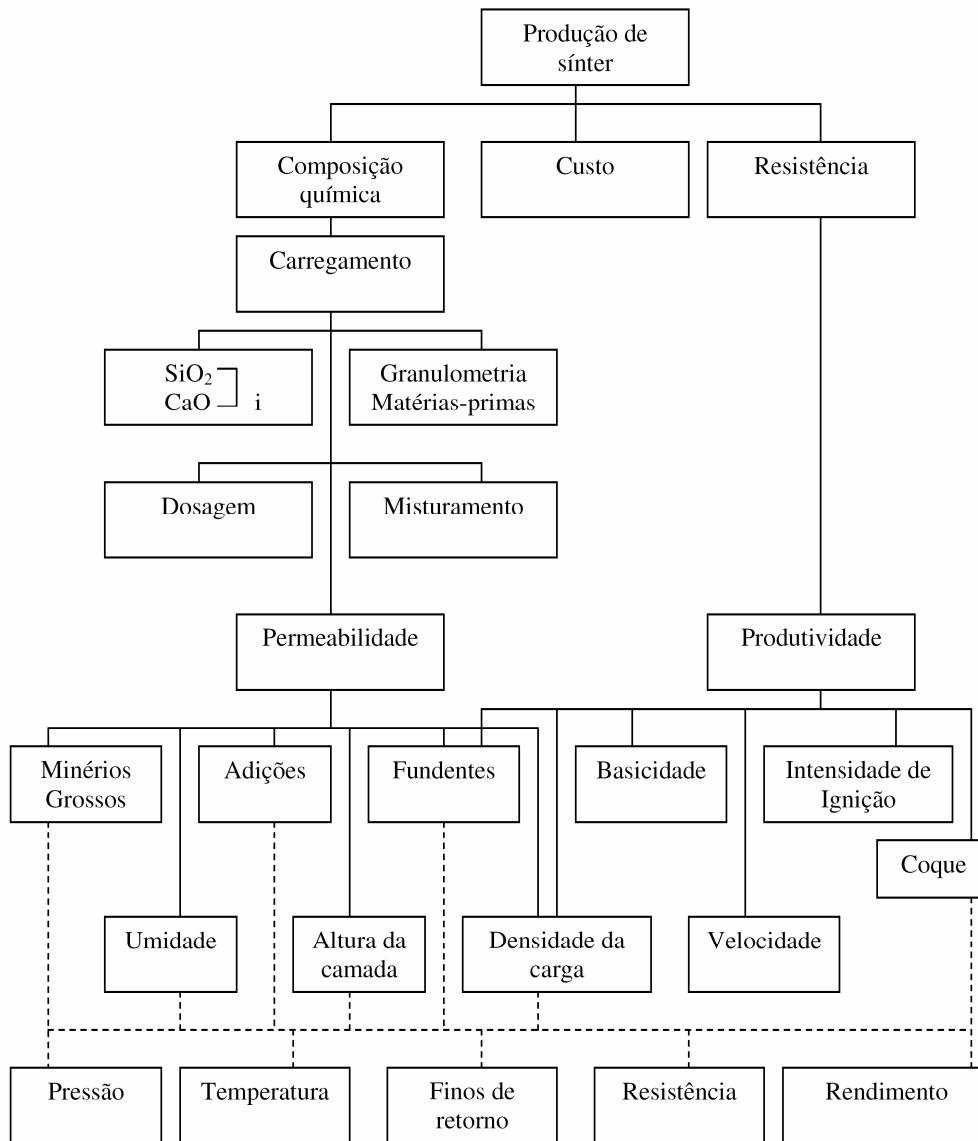 Produção de
sínter
Composição
química
Custo
Resistência
Carregamento
SiO₂
CaO i
Granulometria
Matérias-primas
Dosagem
Misturamento
Permeabilidade
Produtividade
Minérios
Grossos
Adições
Fundentes
Basicidade
Intensidade de
Ignição
Coque
Umidade
Altura da
camada
Densidade da
carga
Velocidade
Pressão
Temperatura
Finos de
retorno
Resistência
Rendimento